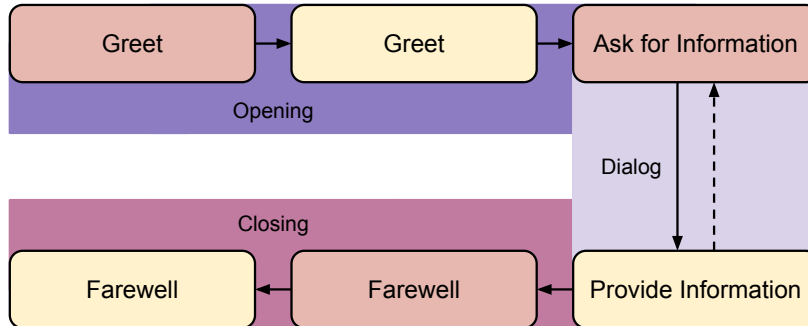 Greet
Greet
Ask for Information
Opening
Dialog
Closing
Farewell
Farewell
Provide Information